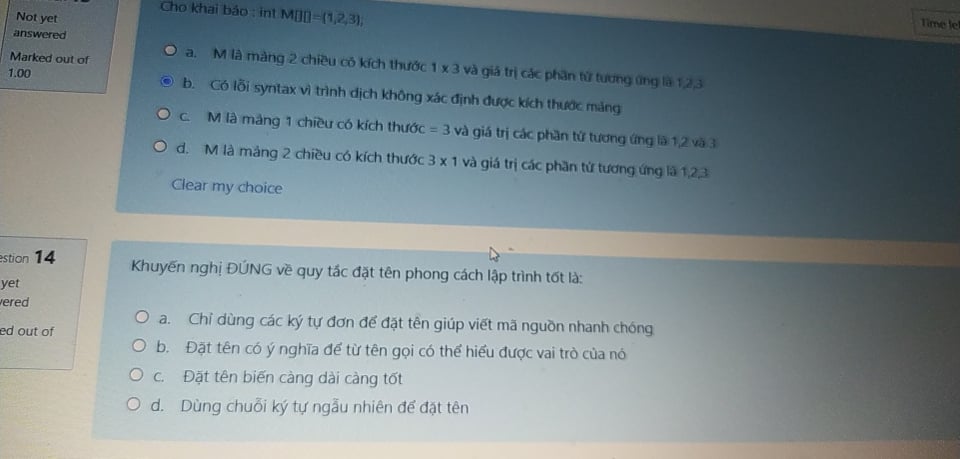 Not yet
answered
Marked out of
1.00
Cho khai báo : int M[][]={1,2,3};
Time le
a. M là mảng 2 chiều có kích thước 1 x 3 và giá trị các phần tử tương ứng là 1,2,3
b. Có lỗi syntax vì trình dịch không xác định được kích thước mảng
c. M là mảng 1 chiều có kích thước = 3 và giá trị các phần tử tương ứng là 1,2 và 3
d. M là mảng 2 chiều có kích thước 3 x 1 và giá trị các phần tử tương ứng là 1,2,3
Clear my choice
estion 14
yet
ered
ed out of
Khuyến nghị ĐÚNG về quy tắc đặt tên phong cách lập trình tốt là:
a. Chỉ dùng các ký tự đơn để đặt tên giúp viết mã nguồn nhanh chóng
b. Đặt tên có ý nghĩa để từ tên gọi có thể hiểu được vai trò của nó
c. Đặt tên biến càng dài càng tốt
d. Dùng chuỗi ký tự ngẫu nhiên để đặt tên